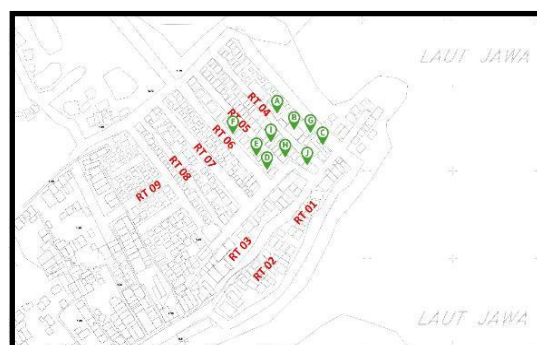 LAUT JAWA
RT 04
A
B
G
C
RT 05
F
I
RT 06
E
H
J
D
RT 07
RT 08
RT 09
RT 01
RT 03
RT 02
LAUT JAWA